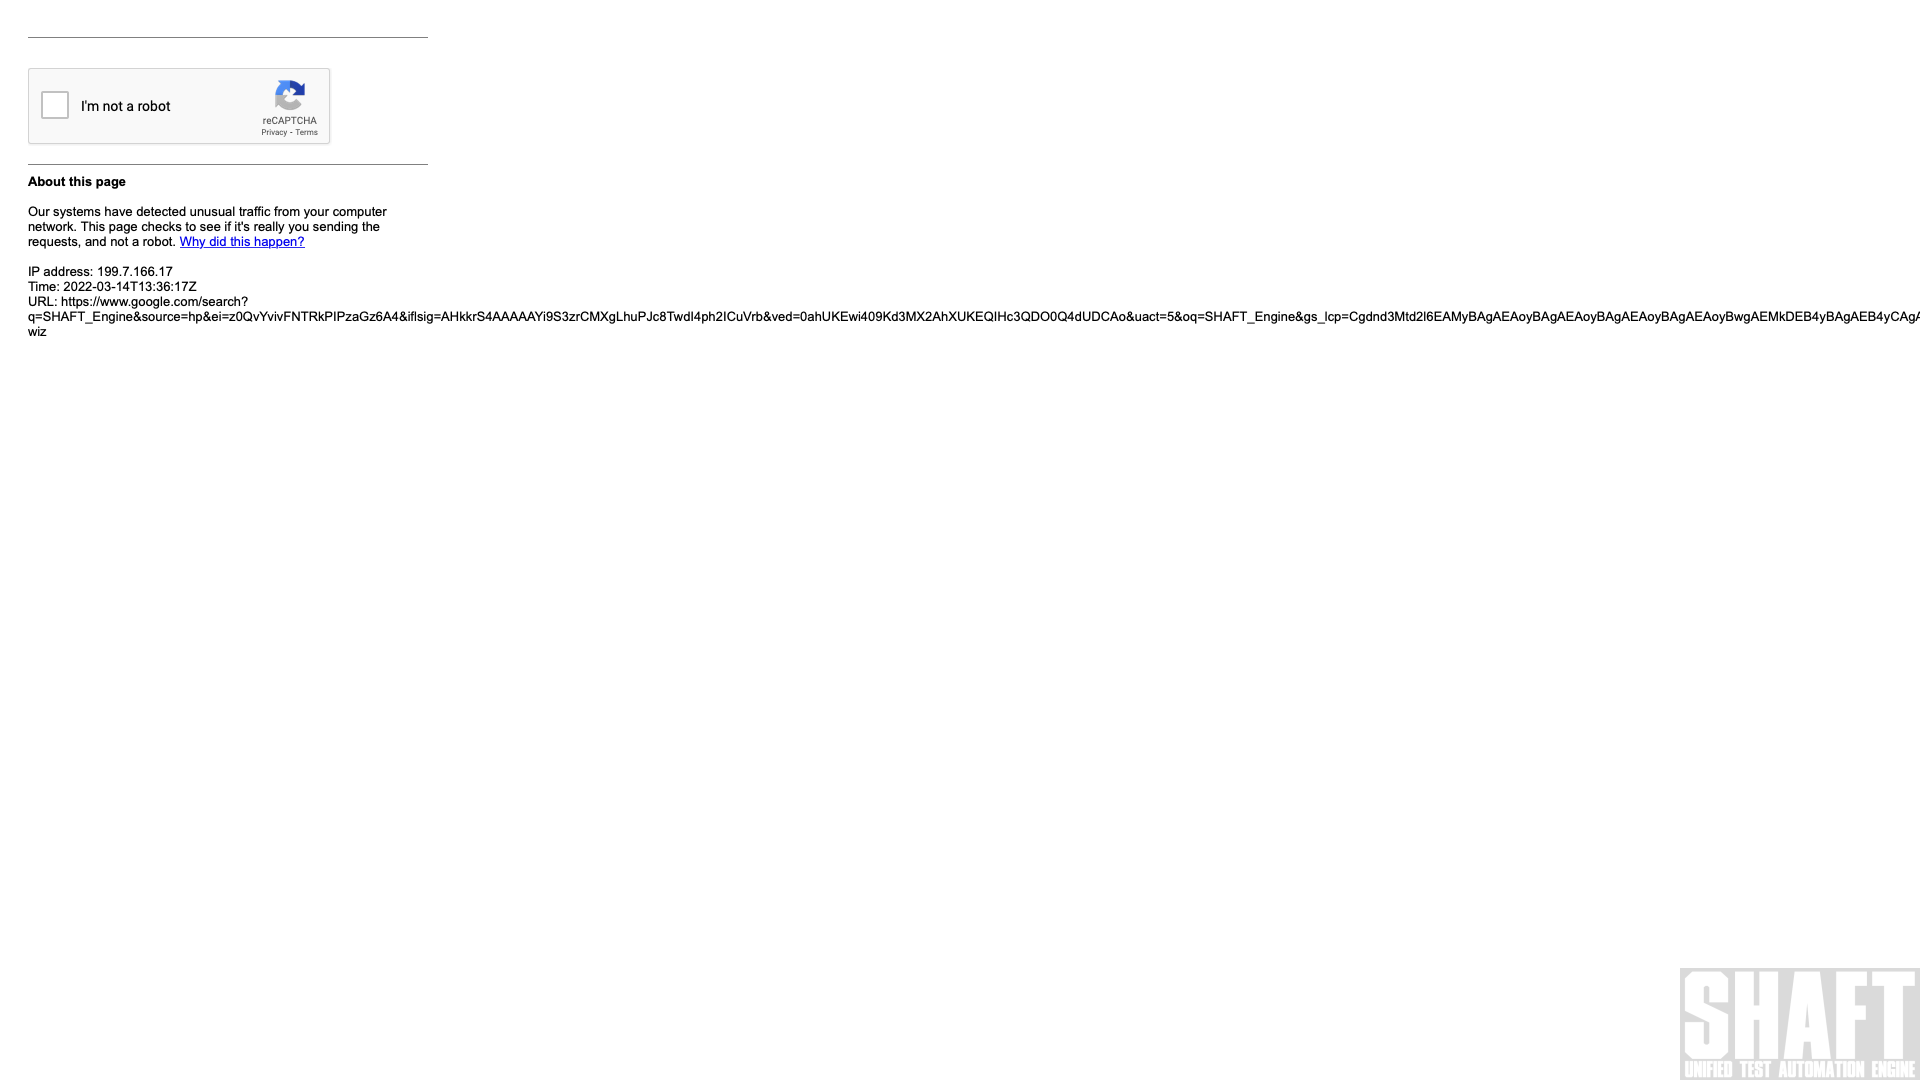 I'm not a robot
reCAPTCHA
Privacy - Terms
About this page
Our systems have detected unusual traffic from your computer
network. This page checks to see if it's really you sending the
requests, and not a robot. Why did this happen?
IP address: 199.7.166.17
Time: 2022-03-14T13:36:17Z
URL: https://www.google.com/search?
q=SHAFT_Engine&source=hp&ei=z0QvYvivFNTRkPIPzaGz6A4&iflsig=AHkkrS4AAAAAYi9S3zrCMXgLhuPJc8TwdI4ph2ICuVrb&ved=0ahUKEwi409Kd3MX2AhXUKEQIHc3QDO0Q4dUDCAo&uact=5&oq=SHAFT_Engine&gs_lcp=Cgdnd3Mtd2l6EAMyBAgAEAoyBAgAEAoyBAgAEAoyBAgAEAoyBwgAEMkDEB4yBAgAEB4yCAgA
wiz
SHAFT
UNIFIED TEST AUTOMATION ENGINE